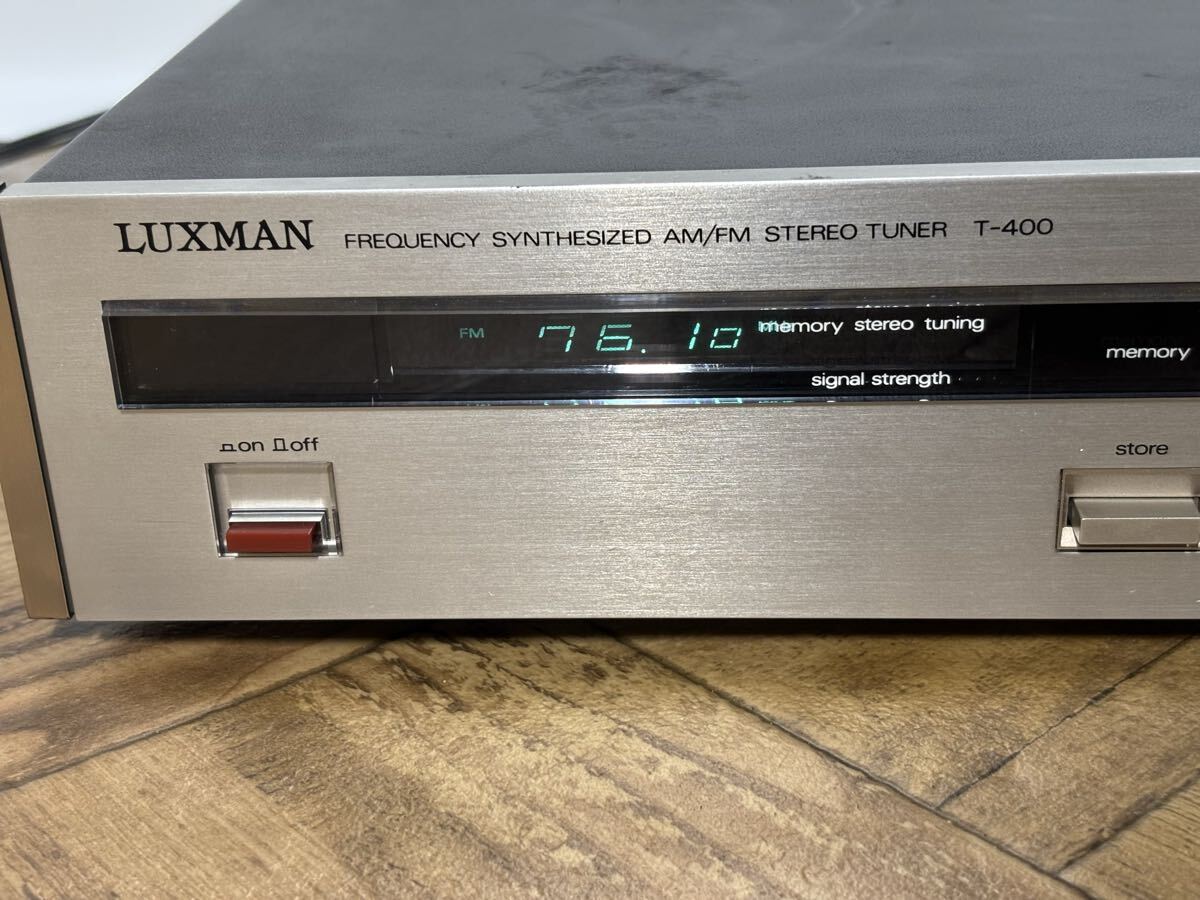 LUXMAN FREQUENCY SYNTHESIZED AM/FM STEREO TUNER T-400
FM 76.10 memory stereo tuning
memory
signal strength
on off
store